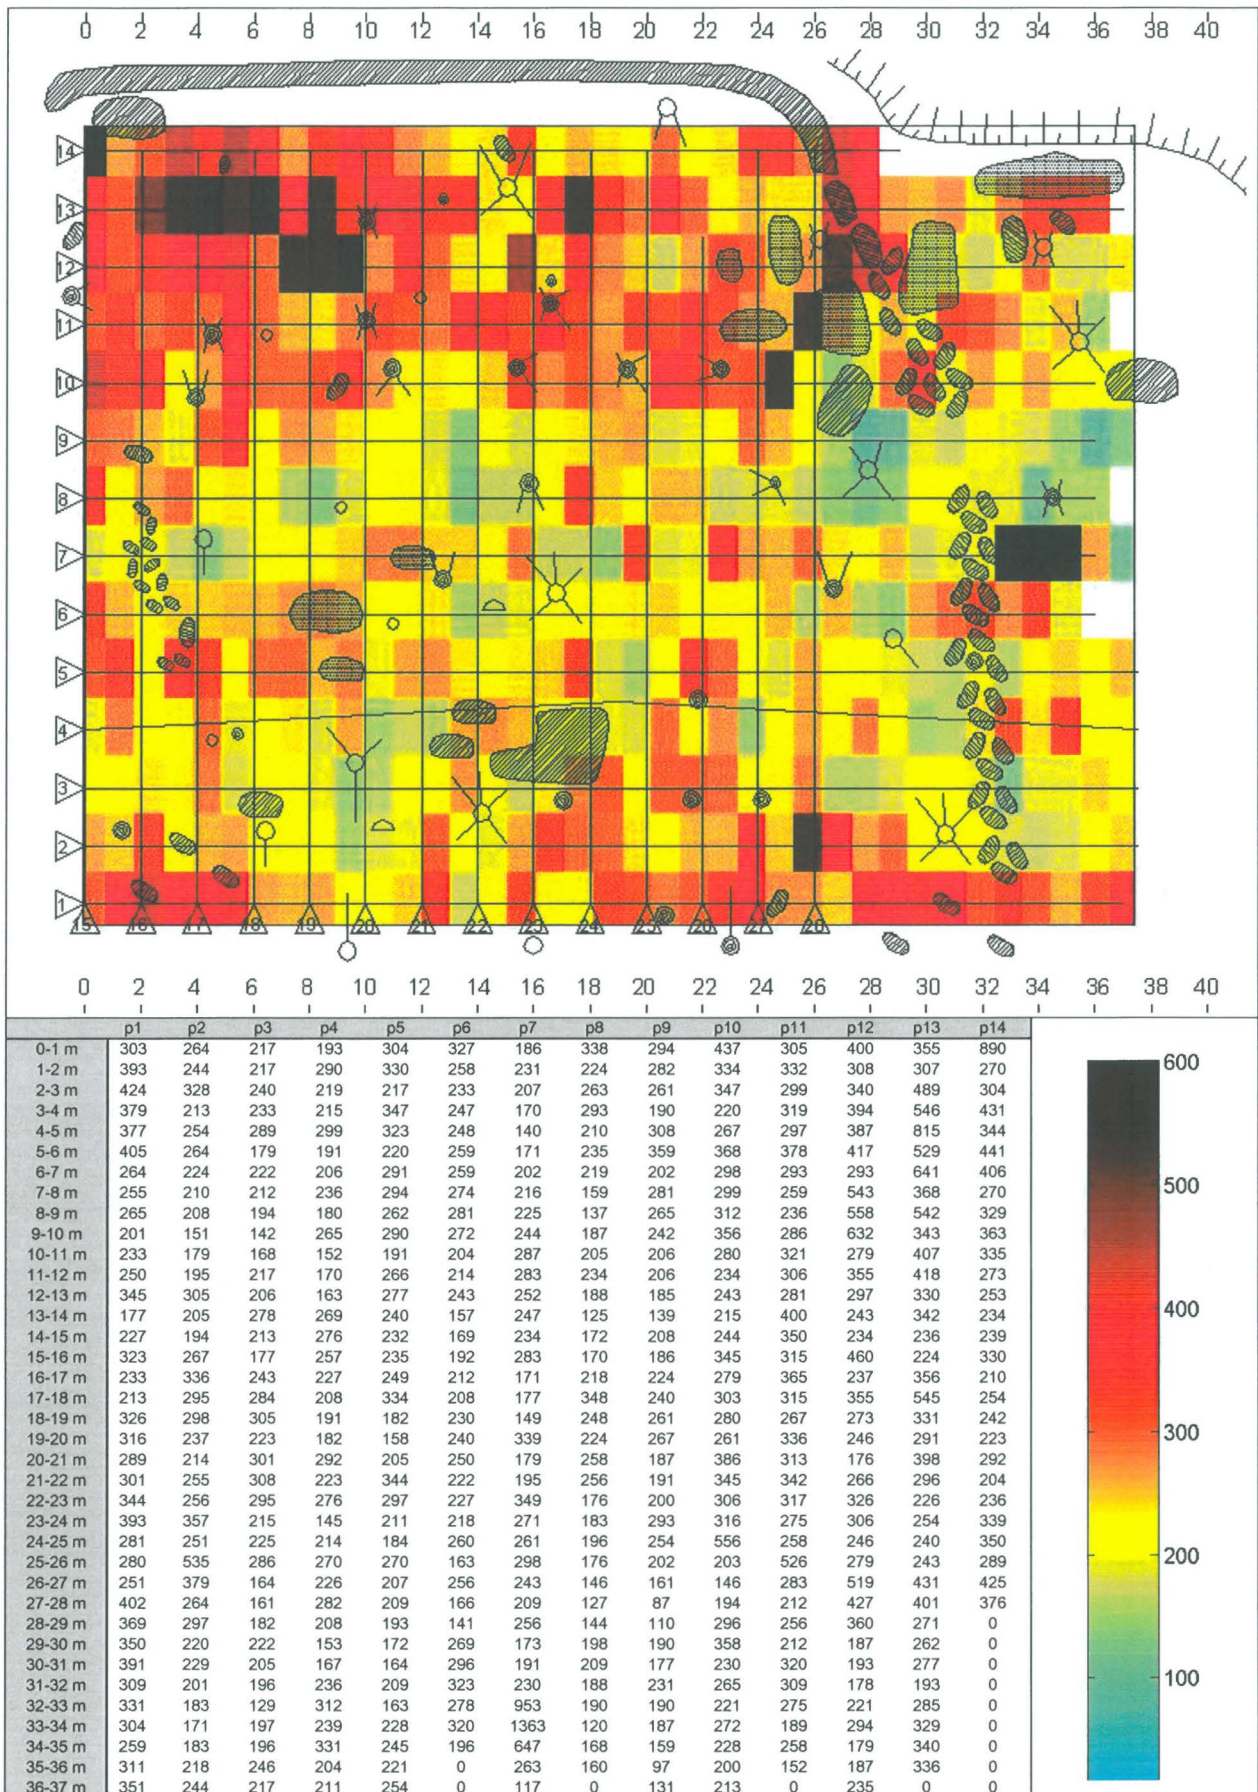 0 2 4 6 8 10 12 14 16 18 20 22 24 26 28 30 32 34 36 38 40
14
13
12
11
10
9
8
7
6
5
4
3
2
1
15 16 17 18 19 20 21 22 23 24 25 26 27 28
0 2 4 6 8 10 12 14 16 18 20 22 24 26 28 30 32 34 36 38 40
p1 p2 p3 p4 p5 p6 p7 p8 p9 p10 p11 p12 p13 p14
0-1 m 303 264 217 193 304 327 186 338 294 437 305 400 355 890
1-2 m 393 244 217 290 330 258 231 224 282 334 332 308 307 270
2-3 m 424 328 240 219 217 233 207 263 261 347 299 340 489 304
3-4 m 379 213 233 215 347 247 170 293 190 220 319 394 546 431
4-5 m 377 254 289 299 323 248 140 210 308 267 297 387 815 344
5-6 m 405 264 179 191 220 259 171 235 359 368 378 417 529 441
6-7 m 264 224 222 206 291 259 202 219 202 298 293 293 641 406
7-8 m 255 210 212 236 294 274 216 159 281 299 259 543 368 270
8-9 m 265 208 194 180 262 281 225 137 265 312 236 558 542 329
9-10 m 201 151 142 265 290 272 244 187 242 356 286 632 343 363
10-11 m 233 179 168 152 191 204 287 205 206 280 321 279 407 335
11-12 m 250 195 217 170 266 214 283 234 206 234 306 355 418 273
12-13 m 345 305 206 163 277 243 252 188 185 243 281 297 330 253
13-14 m 177 205 278 269 240 157 247 125 139 215 400 243 342 234
14-15 m 227 194 213 276 232 169 234 172 208 244 350 234 236 239
15-16 m 323 267 177 257 235 192 283 170 186 345 315 460 224 330
16-17 m 233 336 243 227 249 212 171 218 224 279 365 237 356 210
17-18 m 213 295 284 208 334 208 177 348 240 303 315 355 545 254
18-19 m 326 298 305 191 182 230 149 248 261 280 267 273 331 242
19-20 m 316 237 223 182 158 240 339 224 267 261 336 246 291 223
20-21 m 289 214 301 292 205 250 179 258 187 386 313 176 398 292
21-22 m 301 255 308 223 344 222 195 256 191 345 342 266 296 204
22-23 m 344 256 295 276 297 227 349 176 200 306 317 326 226 236
23-24 m 393 357 215 145 211 218 271 183 293 316 275 306 254 339
24-25 m 281 251 225 214 184 260 261 196 254 556 258 246 240 350
25-26 m 280 535 286 270 270 163 298 176 202 203 526 279 243 289
26-27 m 251 379 164 226 207 256 243 146 161 146 283 519 431 425
27-28 m 402 264 161 282 209 166 209 127 87 194 212 427 401 376
28-29 m 369 297 182 208 193 141 256 144 110 296 256 360 271 0
29-30 m 350 220 222 153 172 269 173 198 190 358 212 187 262 0
30-31 m 391 229 205 167 164 296 191 209 177 230 320 193 277 0
31-32 m 309 201 196 236 209 323 230 188 231 265 309 178 193 0
32-33 m 331 183 129 312 163 278 953 190 190 221 275 221 285 0
33-34 m 304 171 197 239 228 320 1363 120 187 272 189 294 329 0
34-35 m 259 183 196 331 245 196 647 168 159 228 258 179 340 0
35-36 m 311 218 246 204 221 0 263 160 97 200 152 187 336 0
36-37 m 351 244 217 211 254 0 117 0 131 213 0 235 0 0
600
500
400
300
200
100